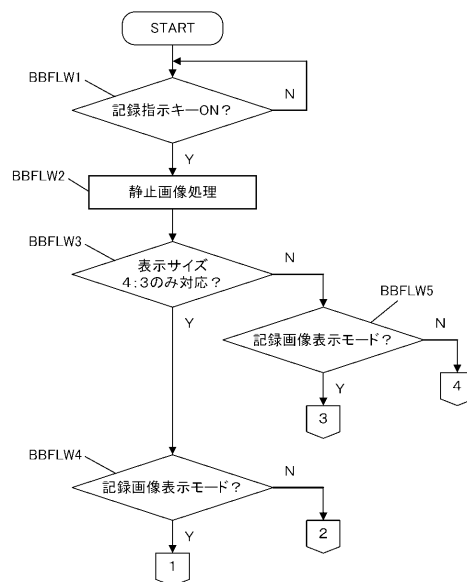 START
BBFLW1
記録指示キーON？
N
Y
BBFLW2
静止画像処理
BBFLW3
表示サイズ
4：3のみ対応？
N
Y
BBFLW5
記録画像表示モード？
N
Y
4
3
BBFLW4
記録画像表示モード？
N
Y
2
1